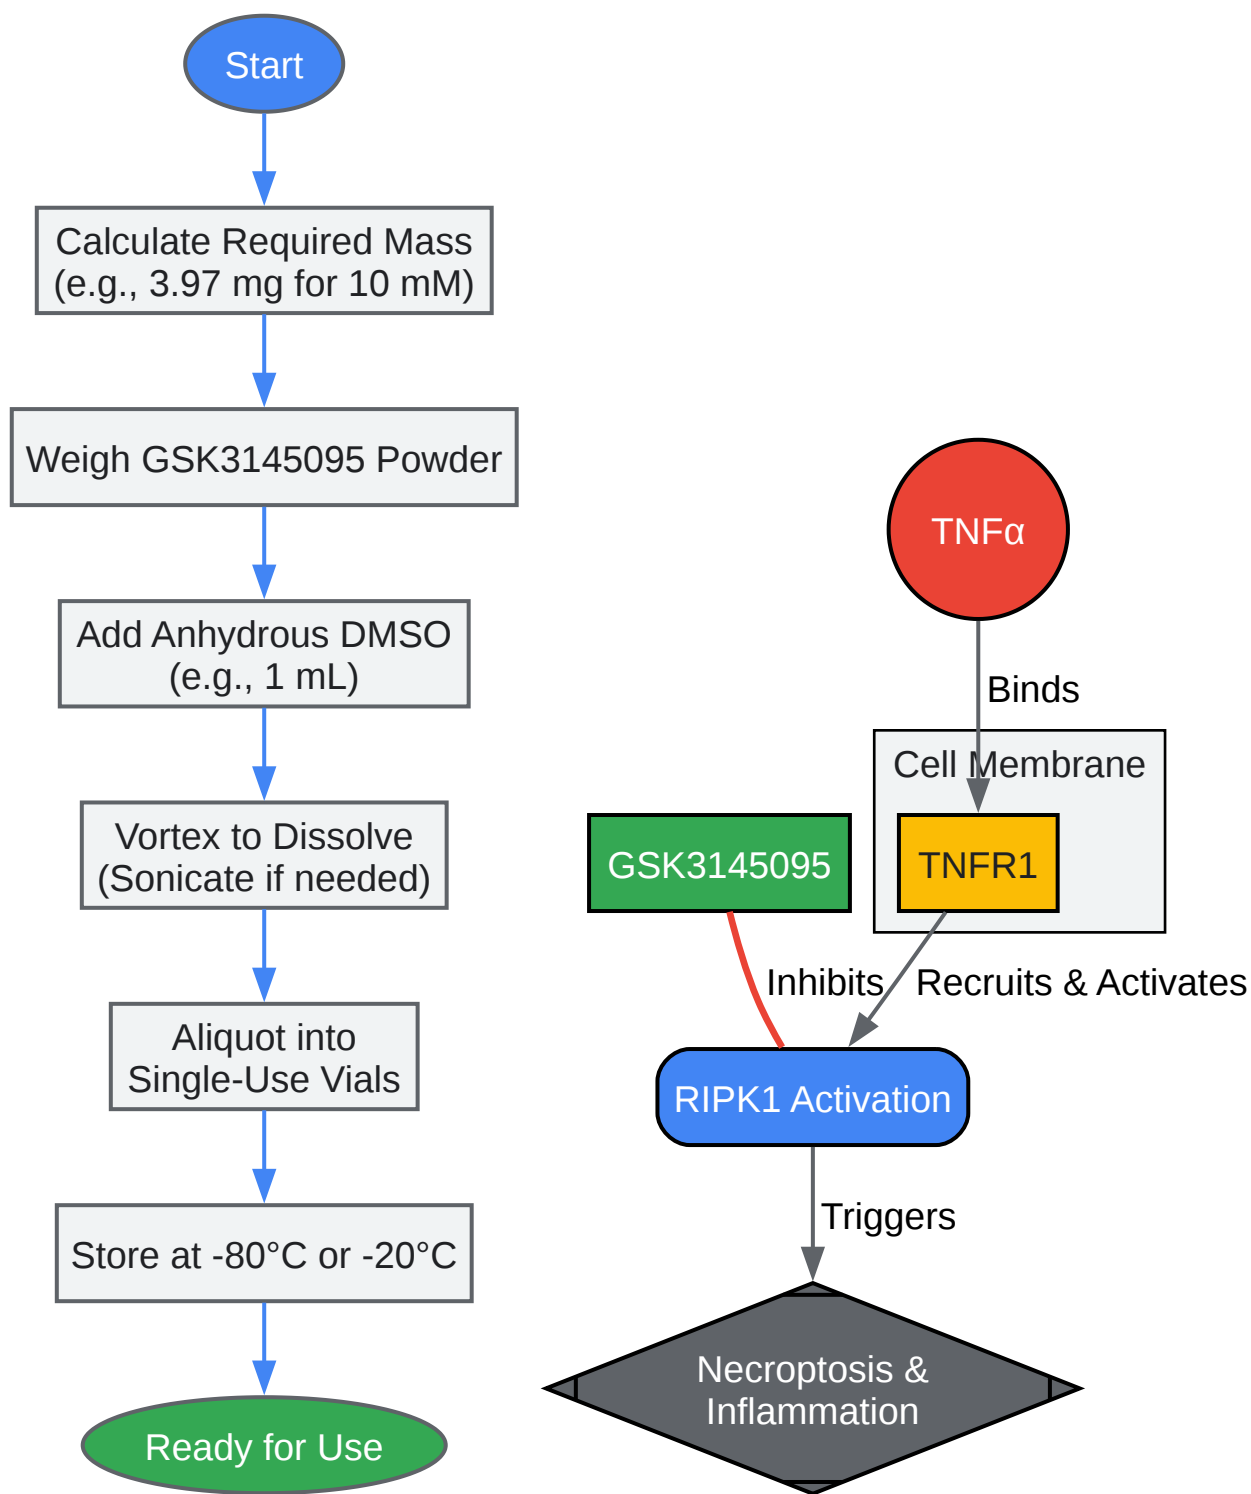 Start
Calculate Required Mass
(e.g., 3.97 mg for 10 mM)
Weigh GSK3145095 Powder
Add Anhydrous DMSO
(e.g., 1 mL)
Vortex to Dissolve
(Sonicate if needed)
Aliquot into
Single-Use Vials
Store at -80°C or -20°C
Ready for Use
TNFα
Binds
Cell Membrane
GSK3145095
TNFR1
Inhibits
Recruits & Activates
RIPK1 Activation
Triggers
Necroptosis &
Inflammation